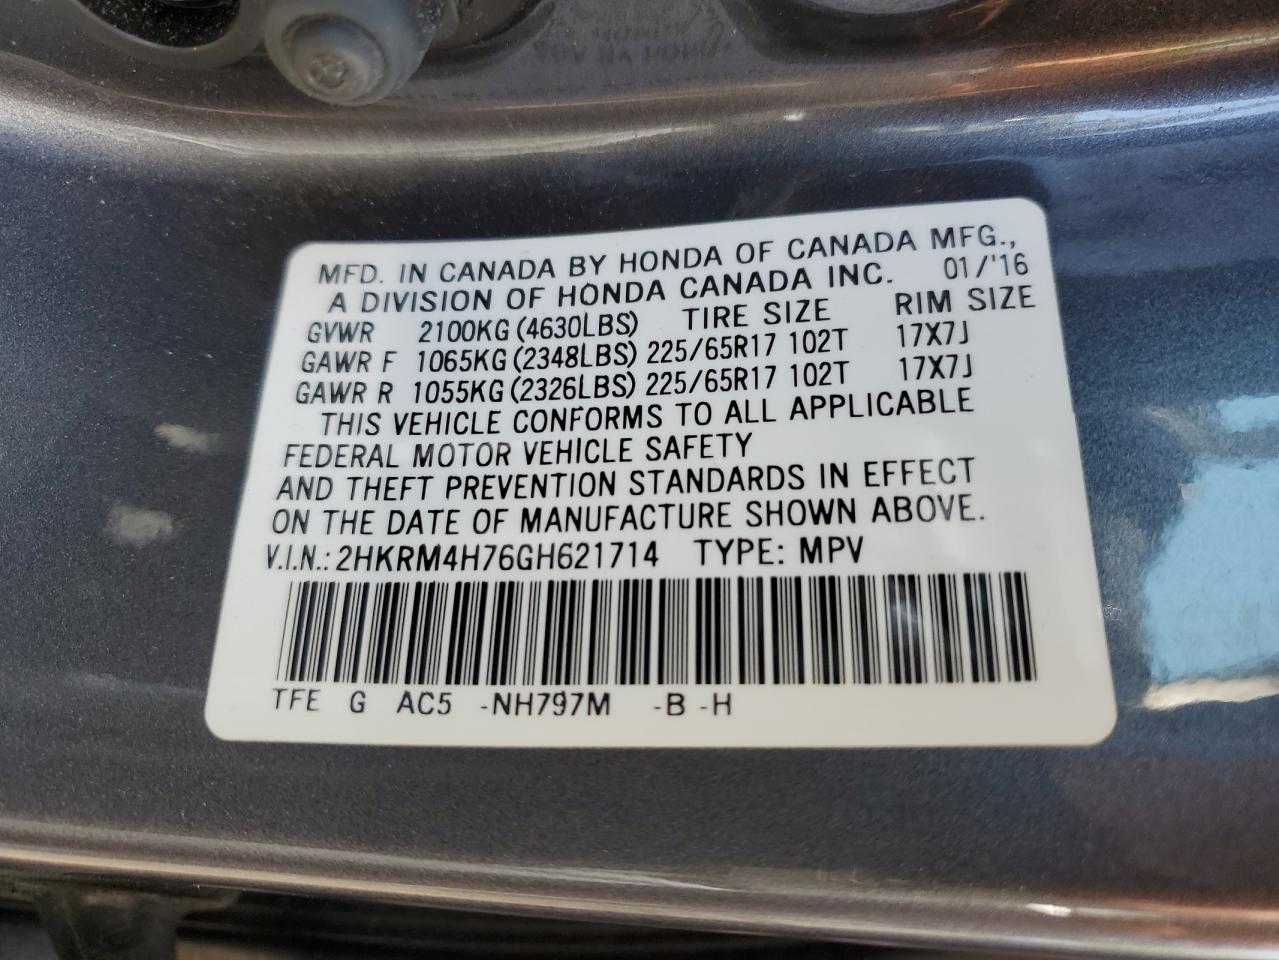 MFD. IN CANADA BY HONDA OF CANADA MFG.,
A DIVISION OF HONDA CANADA INC. 01/'16
GVWR 2100KG (4630LBS) TIRE SIZE RIM SIZE
GAWR F 1065KG (2348LBS) 225/65R17 102T 17X7J
GAWR R 1055KG (2326LBS) 225/65R17 102T 17X7J
THIS VEHICLE CONFORMS TO ALL APPLICABLE
FEDERAL MOTOR VEHICLE SAFETY
AND THEFT PREVENTION STANDARDS IN EFFECT
ON THE DATE OF MANUFACTURE SHOWN ABOVE.
V.I.N.: 2HKRM4H76GH621714 TYPE: MPV
TFE G AC5 -NH797M -B -H